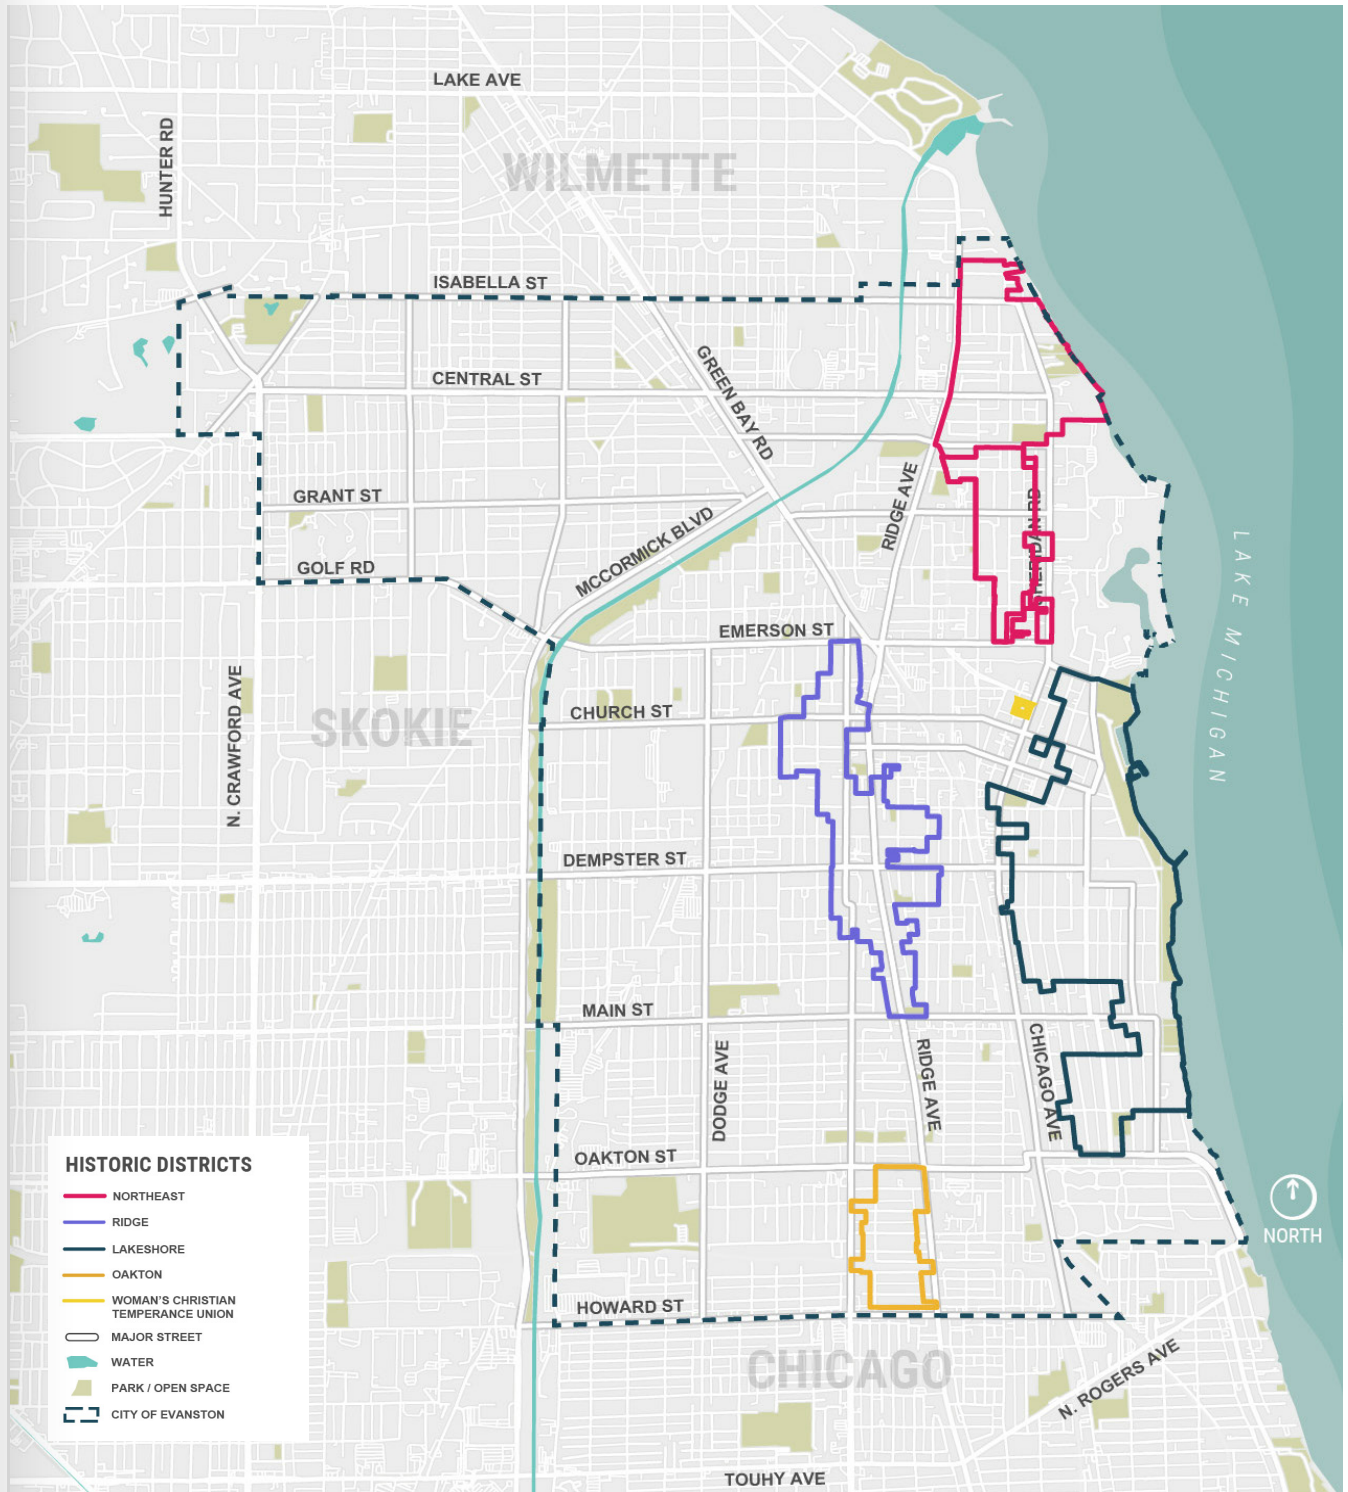 LAKE AVE
HUNTER RD
WILMETTE
ISABELLA ST
CENTRAL ST
GREEN BAY RD
GRANT ST
RIDGE AVE
SHERIDAN RD
MCCORMICK BLVD
GOLF RD
LAKE MICHIGAN
EMERSON ST
N. CRAWFORD AVE
SKOKIE
CHURCH ST
DEMPSTER ST
MAIN ST
DODGE AVE
RIDGE AVE
CHICAGO AVE
OAKTON ST
HOWARD ST
NORTH
CHICAGO
N. ROGERS AVE
TOUHY AVE
HISTORIC DISTRICTS
NORTHEAST
RIDGE
LAKESHORE
OAKTON
WOMAN'S CHRISTIAN
TEMPERANCE UNION
MAJOR STREET
WATER
PARK / OPEN SPACE
CITY OF EVANSTON